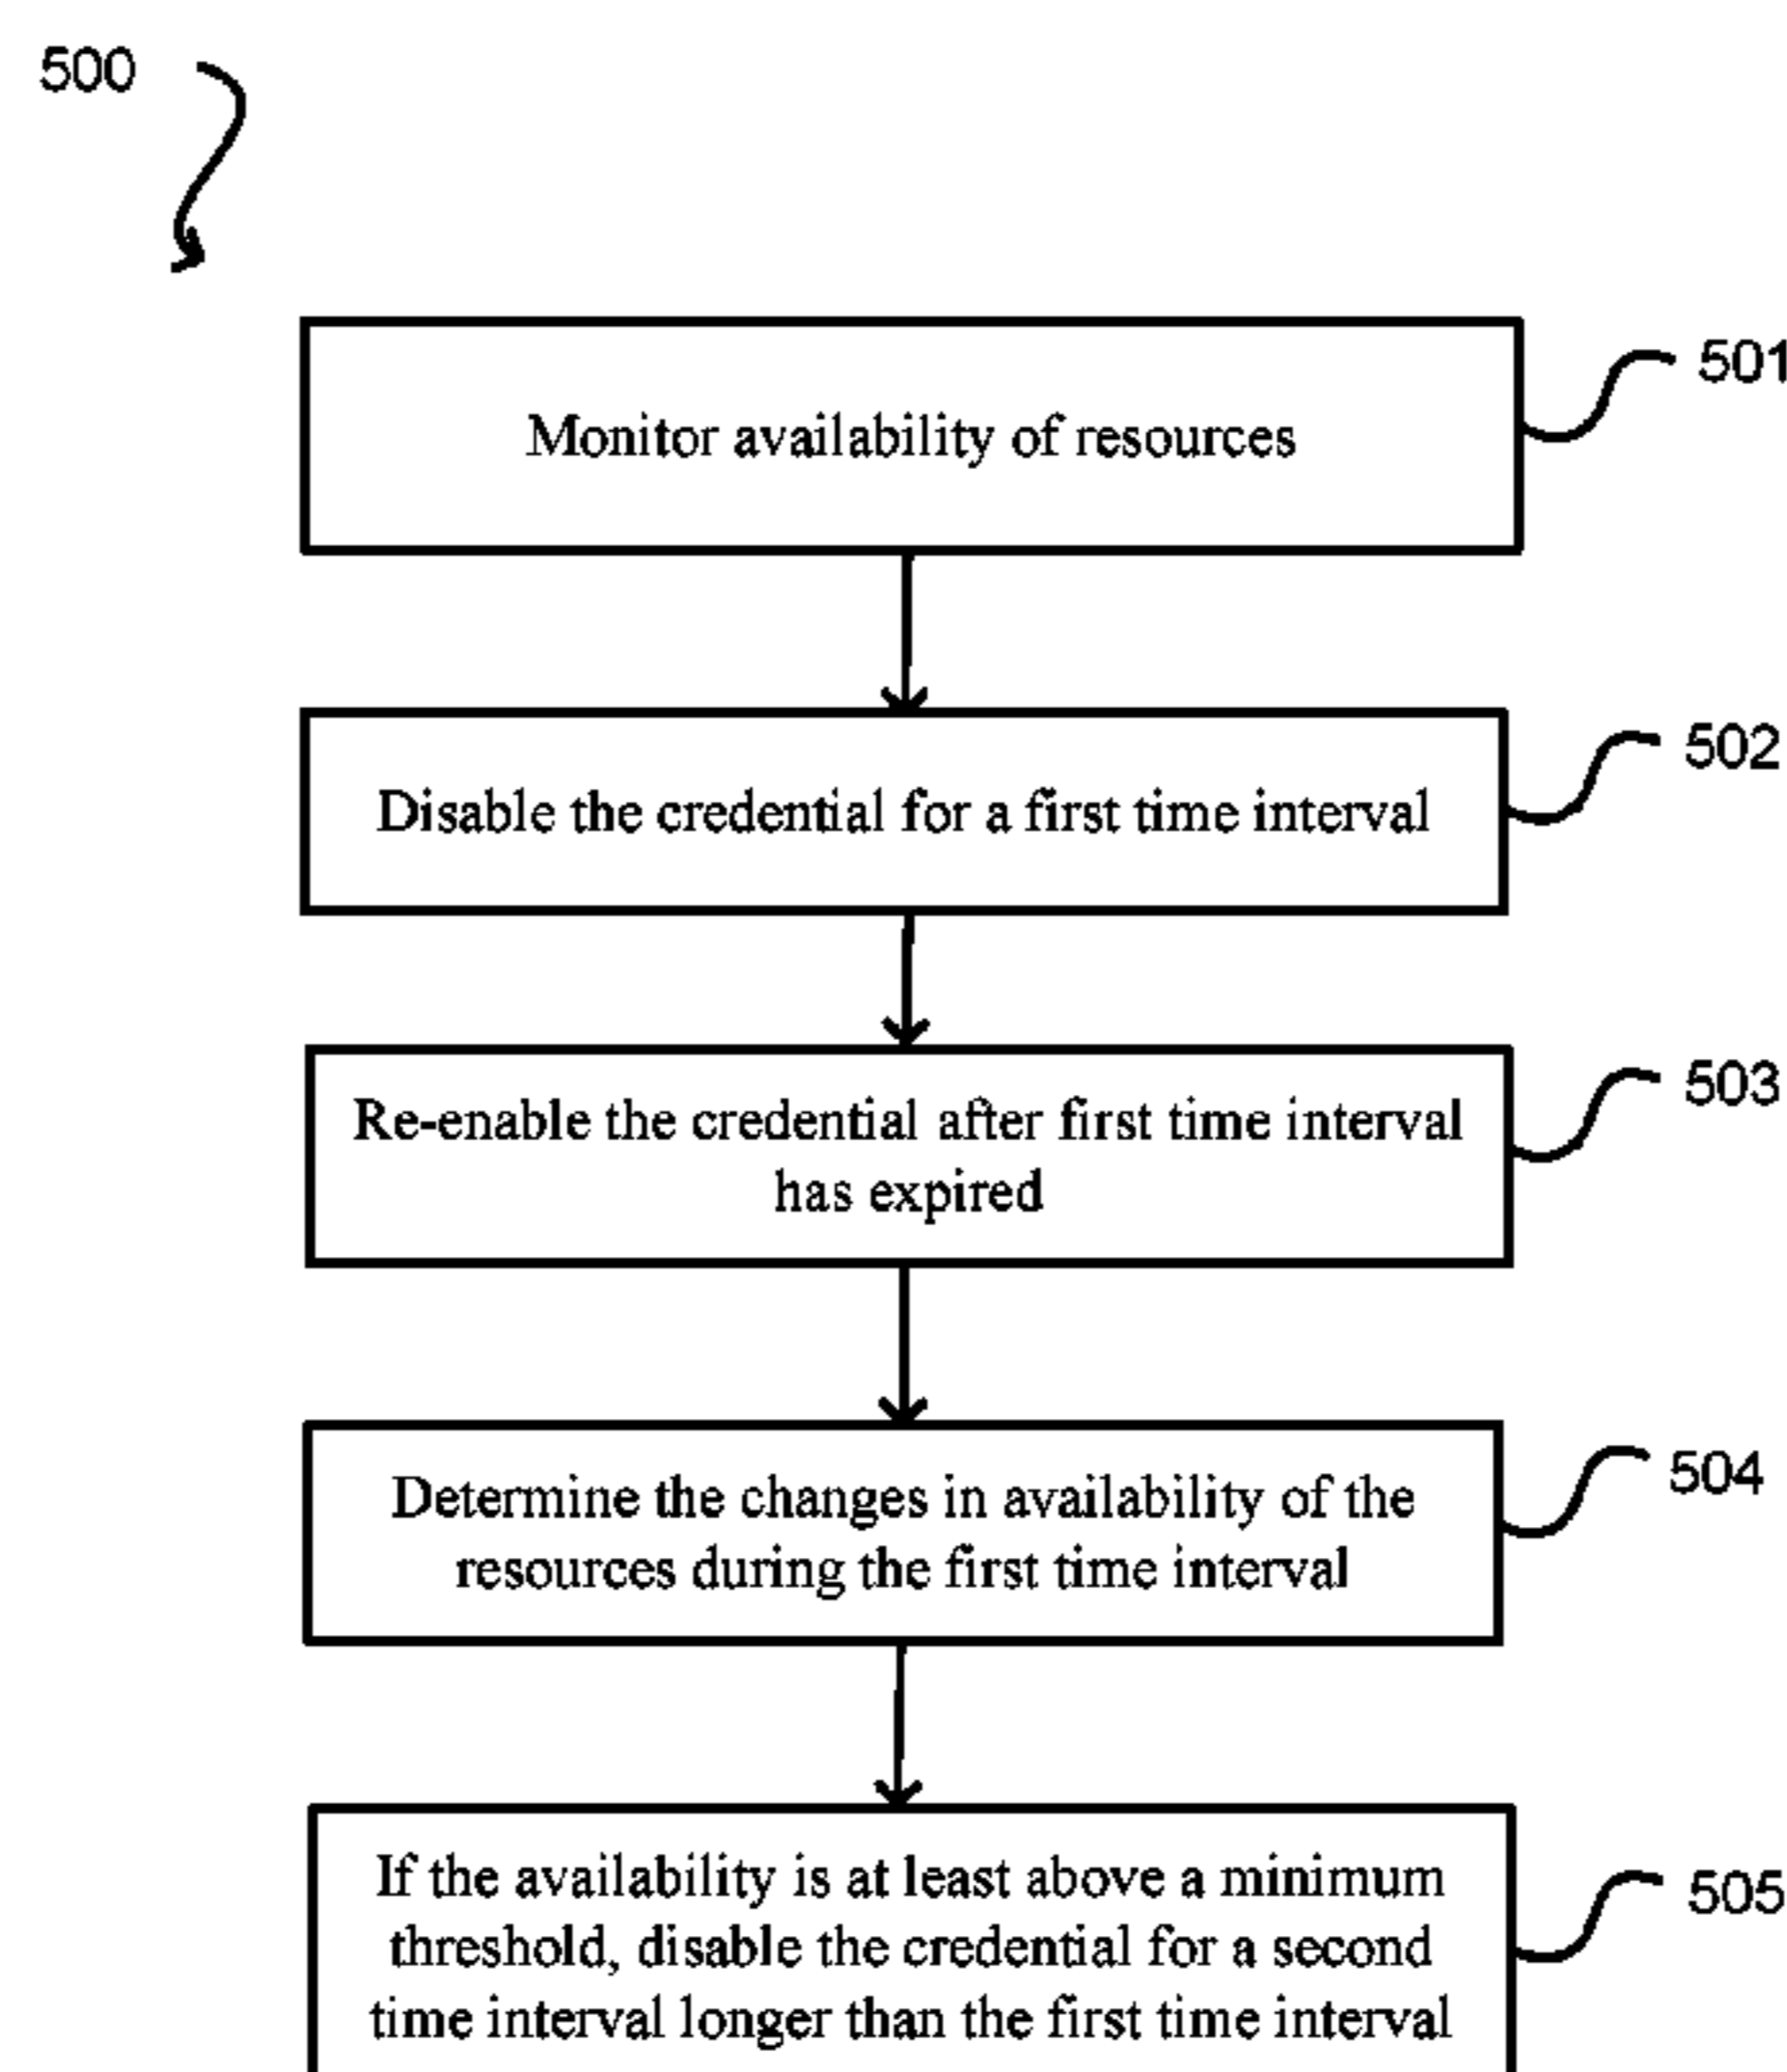 500
501
Monitor availability of resources
502
Disable the credential for a first time interval
503
Re-enable the credential after first time interval
has expired
504
Determine the changes in availability of the
resources during the first time interval
505
If the availability is at least above a minimum
threshold, disable the credential for a second
time interval longer than the first time interval